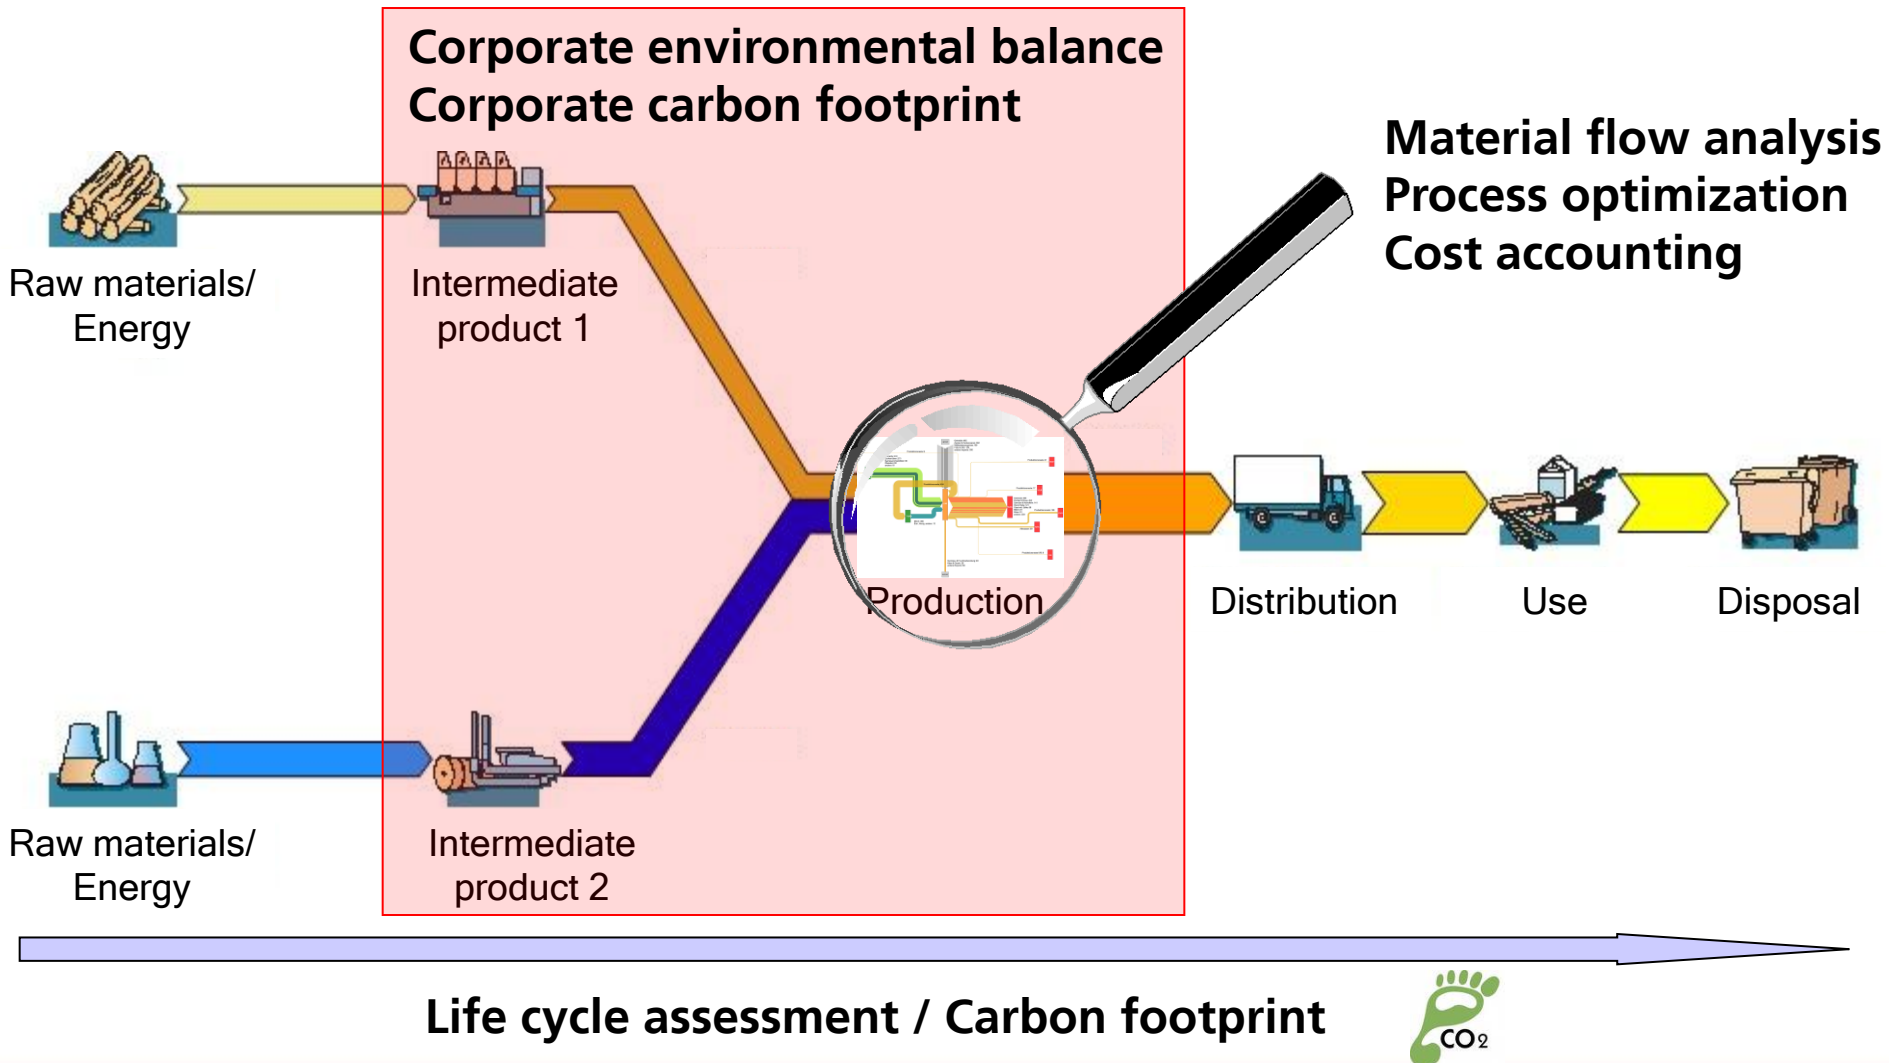 Corporate environmental balance
Corporate carbon footprint
Material flow analysis
Process optimization
Cost accounting
Raw materials/
Energy
Intermediate
product 1
Production
Distribution
Use
Disposal
Raw materials/
Energy
Intermediate
product 2
Life cycle assessment / Carbon footprint
CO2